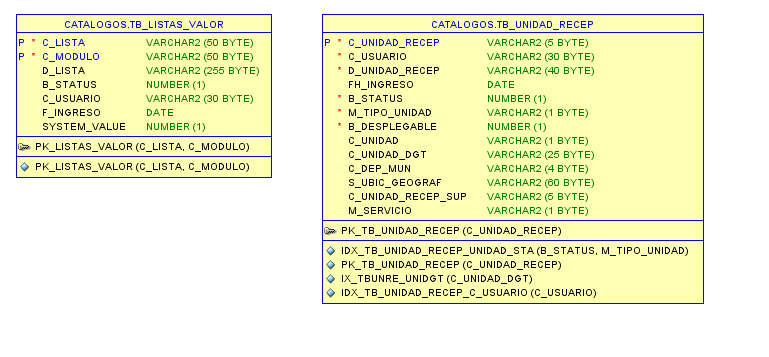 CATALOGOS.TB_LISTAS_VALOR
P * C_LISTA VARCHAR2 (50 BYTE)
P * C_MODULO VARCHAR2 (50 BYTE)
D_LISTA VARCHAR2 (255 BYTE)
B_STATUS NUMBER (1)
C_USUARIO VARCHAR2 (30 BYTE)
F_INGRESO DATE
SYSTEM_VALUE NUMBER (1)
PK_LISTAS_VALOR (C_LISTA, C_MODULO)
PK_LISTAS_VALOR (C_LISTA, C_MODULO)
CATALOGOS.TB_UNIDAD_RECEP
P * C_UNIDAD_RECEP VARCHAR2 (5 BYTE)
* C_USUARIO VARCHAR2 (30 BYTE)
* D_UNIDAD_RECEP VARCHAR2 (40 BYTE)
FH_INGRESO DATE
* B_STATUS NUMBER (1)
* M_TIPO_UNIDAD VARCHAR2 (1 BYTE)
* B_DESPLEGABLE NUMBER (1)
C_UNIDAD VARCHAR2 (1 BYTE)
C_UNIDAD_DGT VARCHAR2 (25 BYTE)
C_DEP_MUN VARCHAR2 (4 BYTE)
S_UBIC_GEOGRAF VARCHAR2 (60 BYTE)
C_UNIDAD_RECEP_SUP VARCHAR2 (5 BYTE)
M_SERVICIO VARCHAR2 (1 BYTE)
PK_TB_UNIDAD_RECEP (C_UNIDAD_RECEP)
IDX_TB_UNIDAD_RECEP_UNIDAD_STA (B_STATUS, M_TIPO_UNIDAD)
PK_TB_UNIDAD_RECEP (C_UNIDAD_RECEP)
IX_TBUNRE_UNIDGT (C_UNIDAD_DGT)
IDX_TB_UNIDAD_RECEP_C_USUARIO (C_USUARIO)